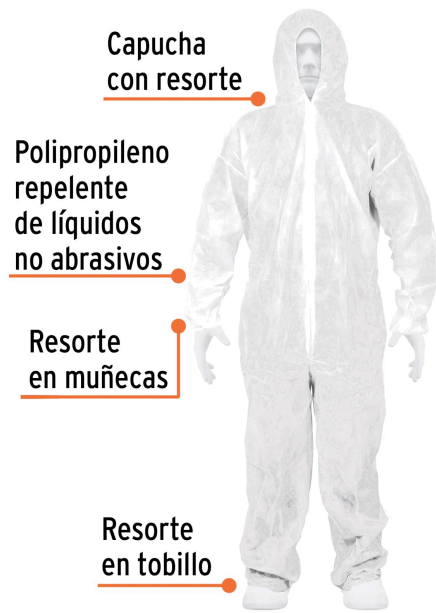 Capucha
con resorte
Polipropileno
repelente
de líquidos
no abrasivos
Resorte
en muñecas
Resorte
en tobillo